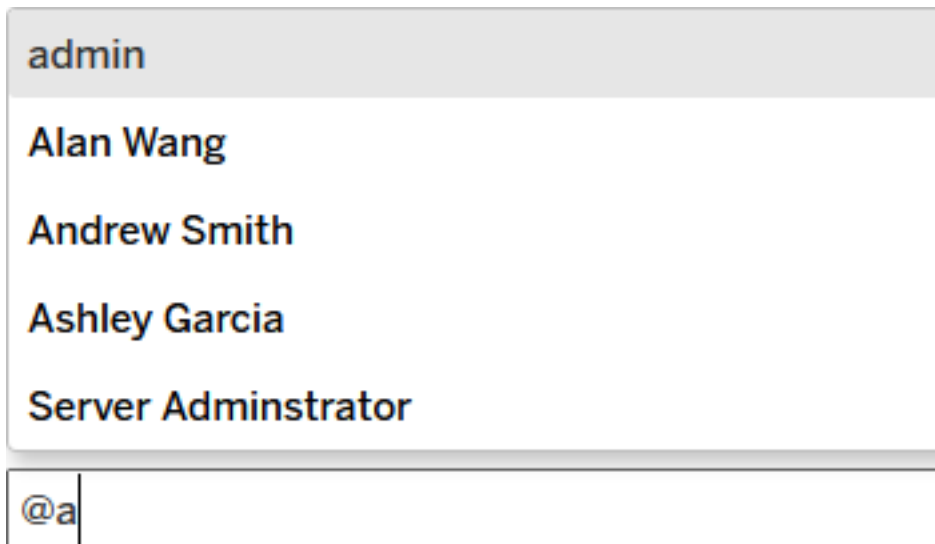 admin
Alan Wang
Andrew Smith
Ashley Garcia
Server Adminstrator
@a